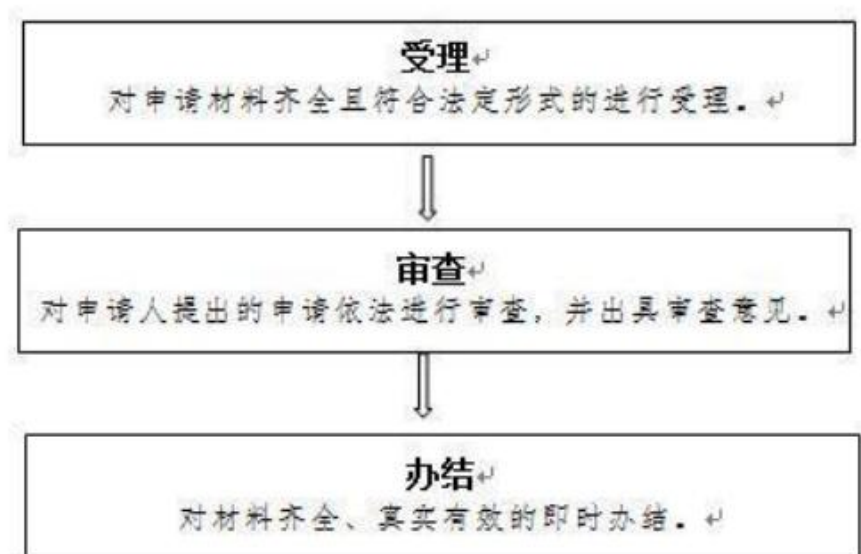 受理
对申请材料齐全且符合法定形式的进行受理。
审查
对申请人提出的申请依法进行审查，并出具审查意见。
办结
对材料齐全、真实有效的即时办结。